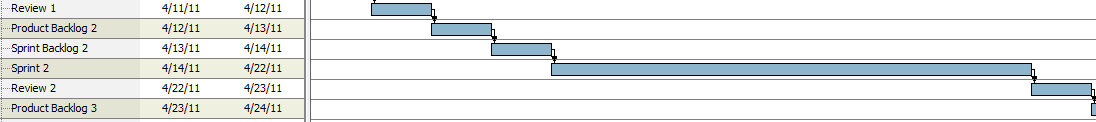 Review 1 4/11/11 4/12/11
Product Backlog 2 4/12/11 4/13/11
Sprint Backlog 2 4/13/11 4/14/11
Sprint 2 4/14/11 4/22/11
Review 2 4/22/11 4/23/11
Product Backlog 3 4/23/11 4/24/11